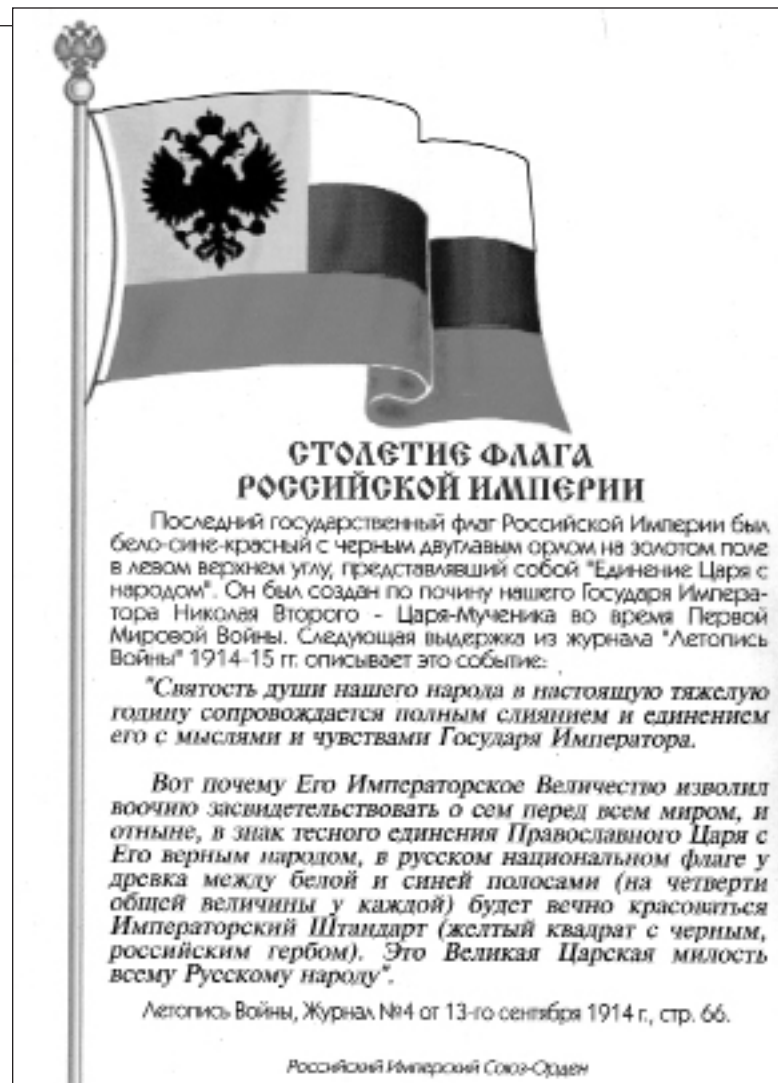 СТОЛЕТИЕ ФЛАГА
РОССИЙСКОЙ ИМПЕРИИ
Последний государственный флаг Российской Империи был
бело-сине-красный с черным двуглавым орлом на золотом поле
в левом верхнем углу, представлявший собой "Единение Царя с
народом". Он был создан по почину нашего Государя Импера-
тора Николая Второго - Царя-Мученика во время Первой
Мировой Войны. Следующая выдержка из журнала "Летопись
Войны" 1914-15 гг. описывает это событие:
"Святость души нашего народа в настоящую тяжелую
годину сопровождается полным слиянием и единением
его с мыслями и чувствами Государя Императора.
Вот почему Его Императорское Величество изволил
воочию засвидетельствовать о сем перед всем миром, и
отныне, в знак тесного единения Православного Царя с
Его верным народом, в русском национальном флаге у
древка между белой и синей полосами (на четверти
общей величины у каждой) будет вечно красоваться
Императорский Штандарт (желтый квадрат с черным,
российским гербом). Это Великая Царская милость
всему Русскому народу".
Летопись Войны, Журнал №4 от 13-го сентября 1914 г., стр. 66.
Российский Имперский Союз-Орден